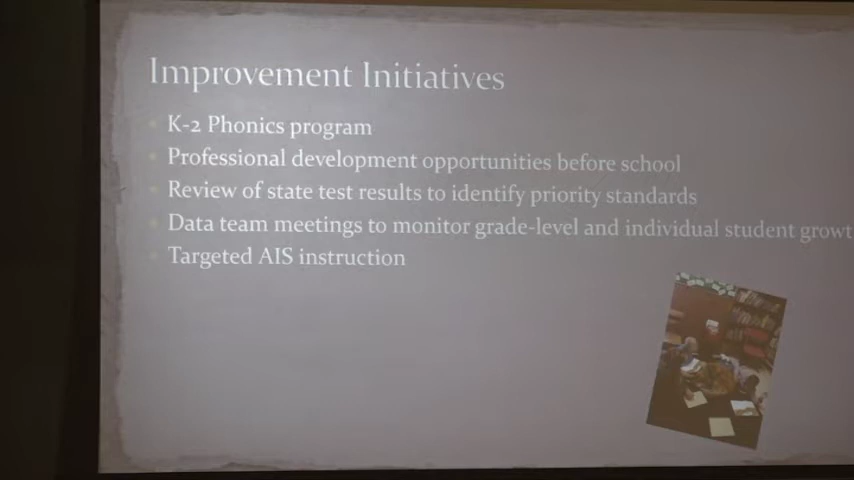 Improvement Initiatives
K-2 Phonics program
Professional development opportunities before school
Review of state test results to identify priority standards
Data team meetings to monitor grade-level and individual student growt
Targeted AIS instruction